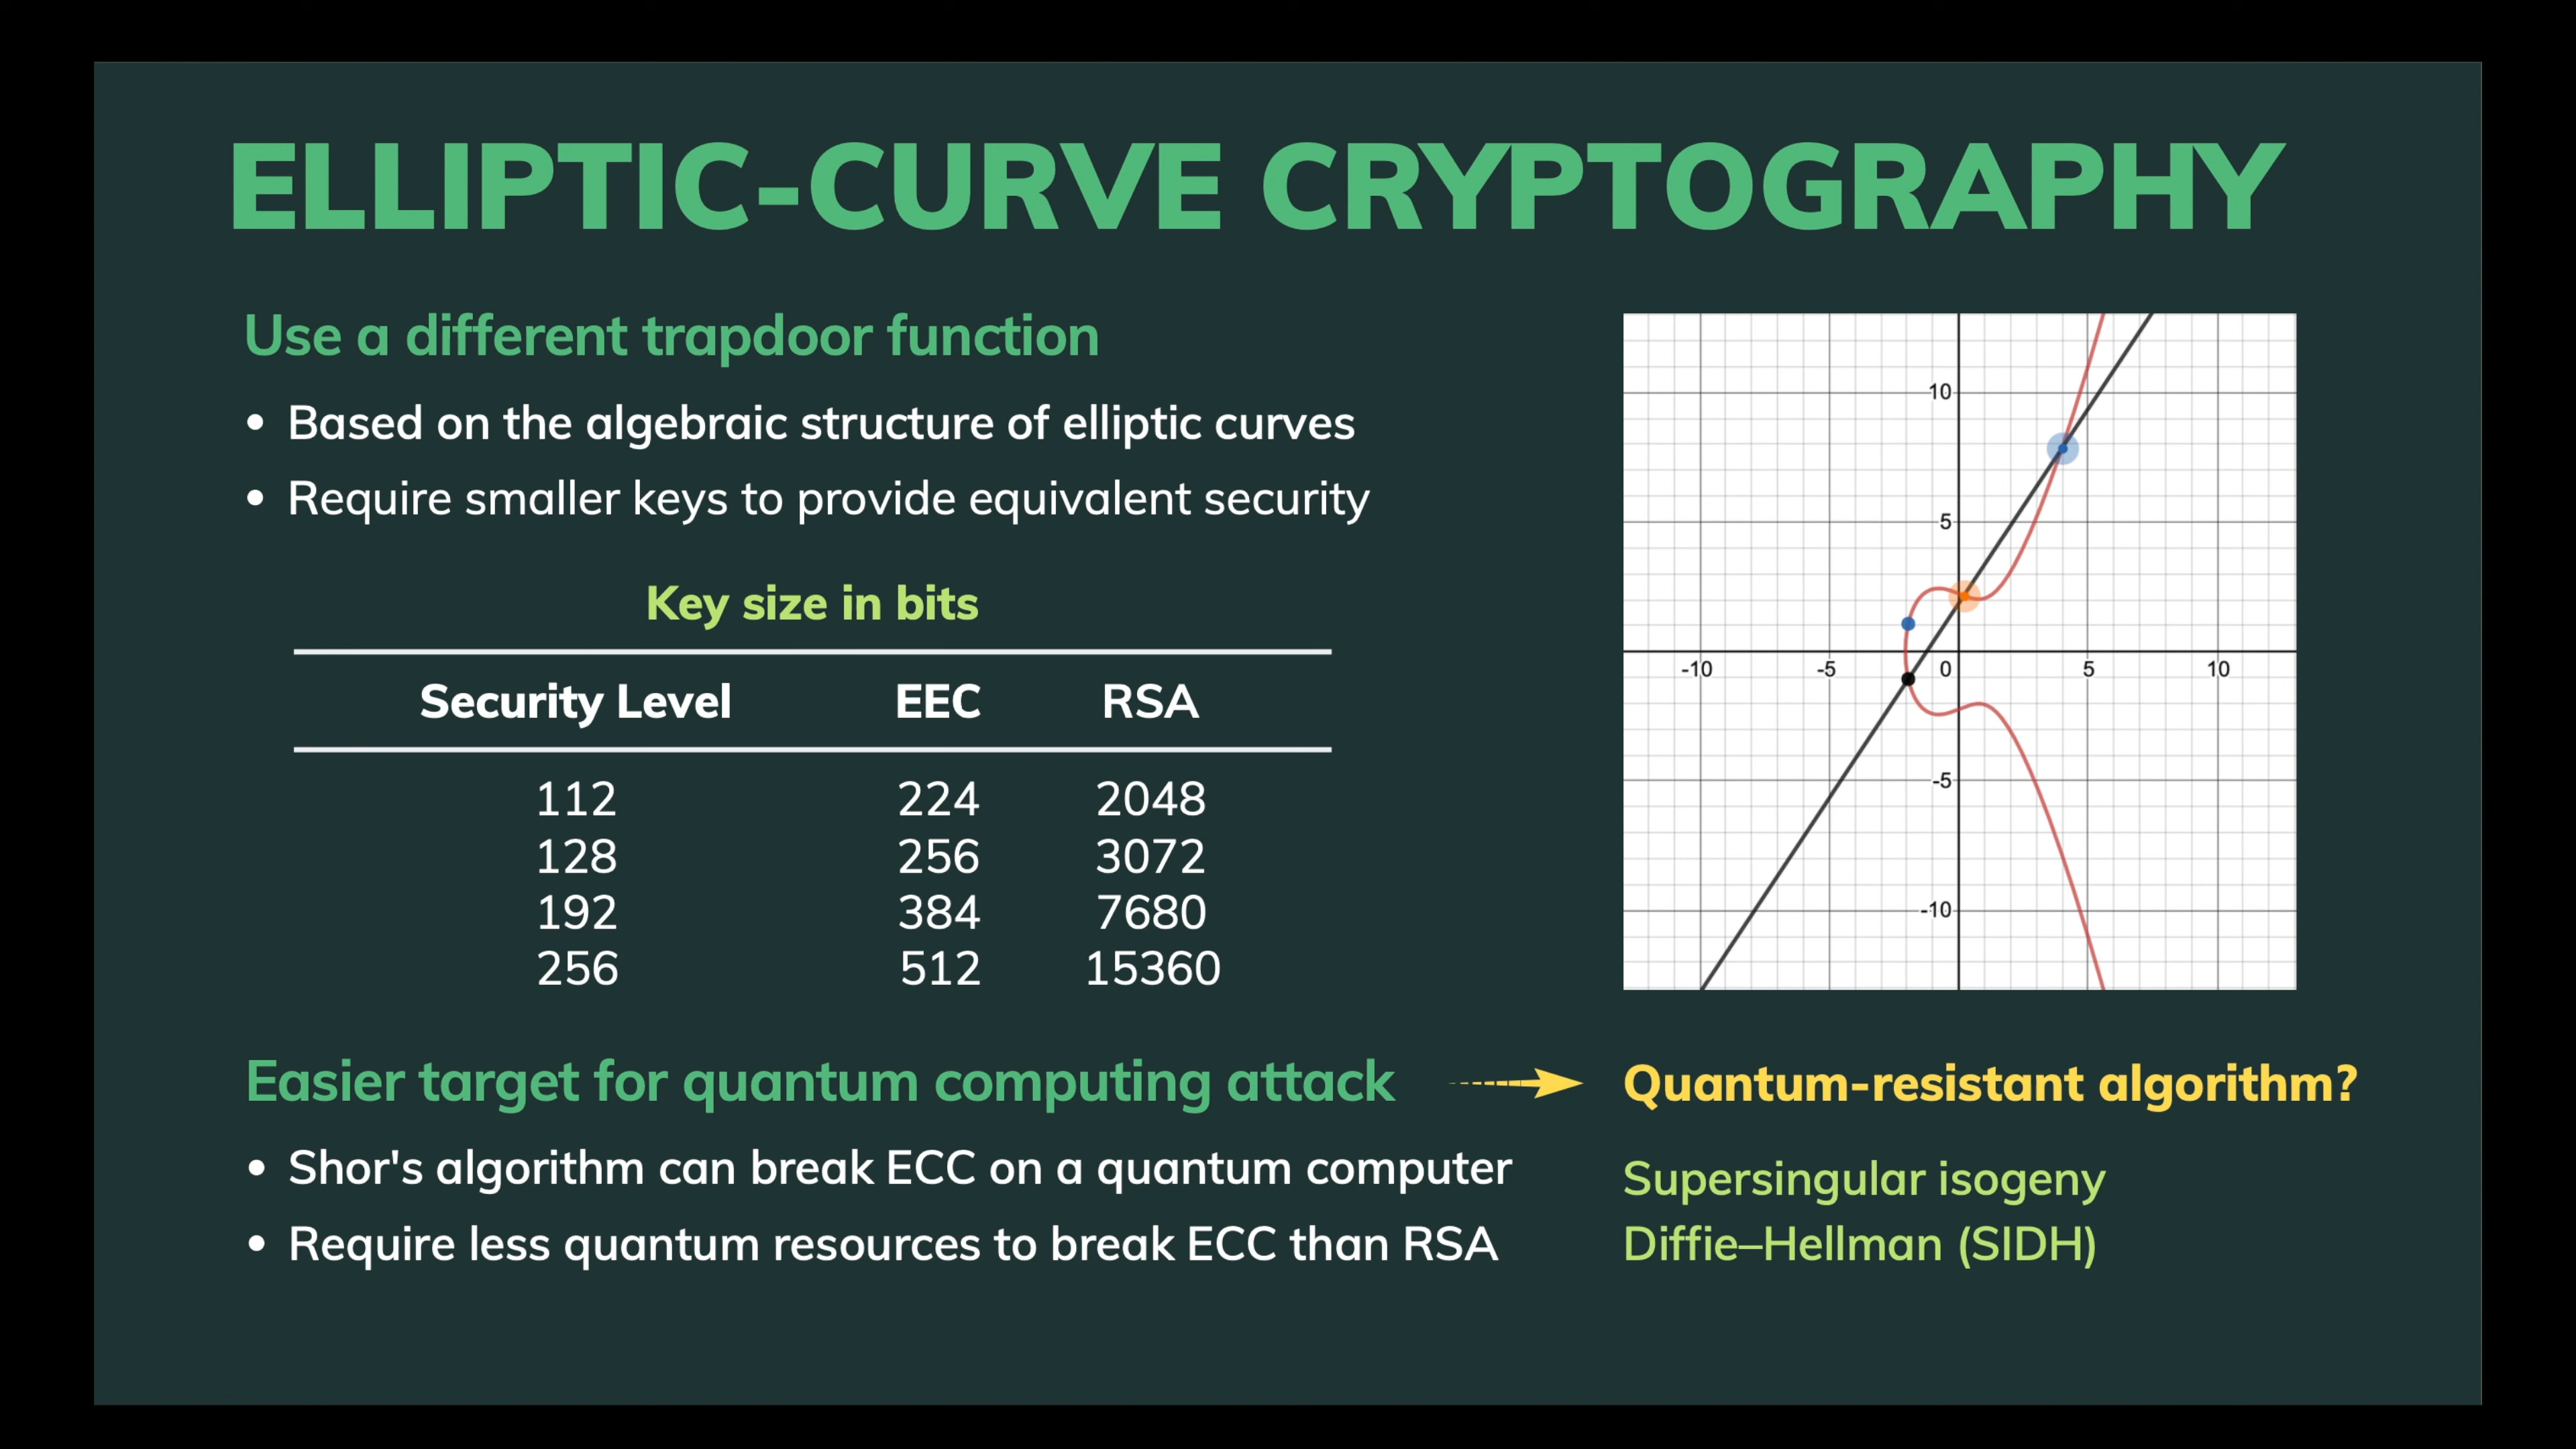 ELLIPTIC-CURVE CRYPTOGRAPHY
Use a different trapdoor function
• Based on the algebraic structure of elliptic curves
• Require smaller keys to provide equivalent security
Key size in bits
Security Level EEC RSA
112 224 2048
128 256 3072
192 384 7680
256 512 15360
10
5
-10 -5 0 5 10
-5
-10
Easier target for quantum computing attack
• Shor's algorithm can break ECC on a quantum computer
• Require less quantum resources to break ECC than RSA
Quantum-resistant algorithm?
Supersingular isogeny
Diffie–Hellman (SIDH)